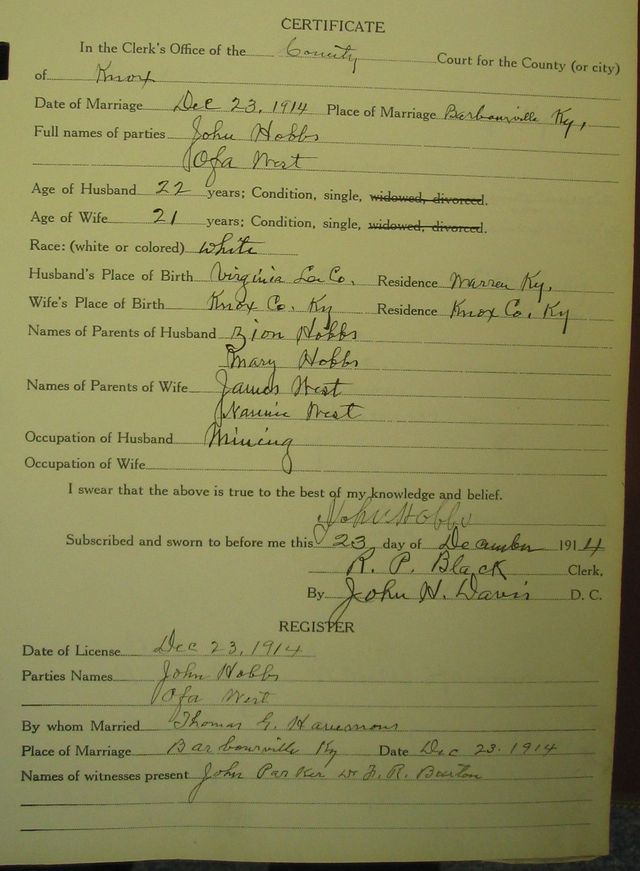 CERTIFICATE
In the Clerk's Office of the County Court for the County (or city)
of Knox
Date of Marriage Dec 23, 1914 Place of Marriage Barbourville Ky,
Full names of parties John Hobbs
Ofa West
Age of Husband 22 years; Condition, single, widowed, divorced.
Age of Wife 21 years; Condition, single, widowed, divorced.
Race: (white or colored) white
Husband's Place of Birth Virginia Co. Residence Warren Ky,
Wife's Place of Birth Knox Co. Ky Residence Knox Co, Ky
Names of Parents of Husband Zion Hobbs
Mary Hobbs
Names of Parents of Wife James West
Nannie West
Occupation of Husband Mining
Occupation of Wife
I swear that the above is true to the best of my knowledge and belief.
John Hobbs
Subscribed and sworn to before me this 23 day of December 1914
R. P. Black Clerk,
By John H. Davis D. C.
REGISTER
Date of License Dec 23, 1914
Parties Names John Hobbs
Ofa West
By whom Married Thomas G.
Place of Marriage Barbourville Ky Date Dec 23. 1914
Names of witnesses present John Parker F. R. Burton